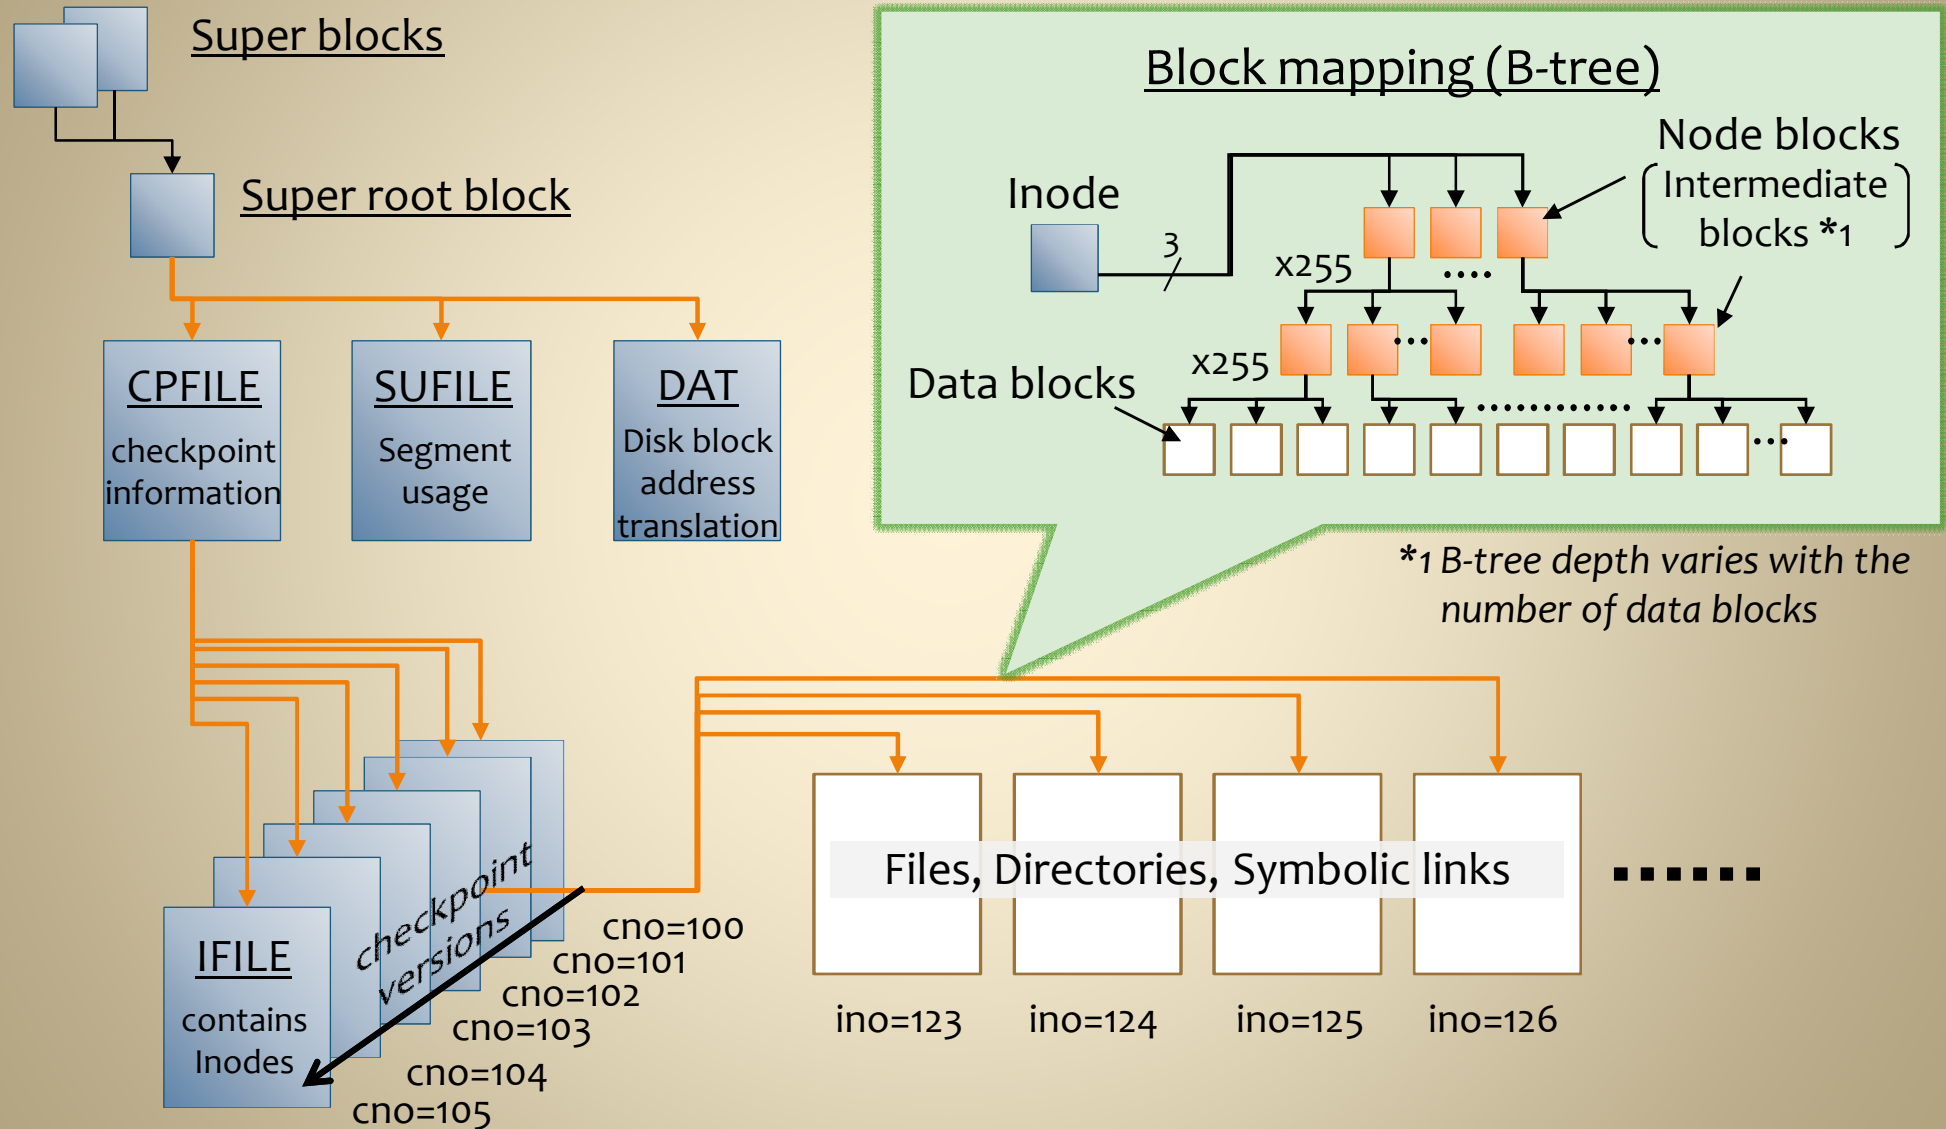 Super blocks
Super root block
CPFILE
checkpoint
information
SUFILE
Segment
usage
DAT
Disk block
address
translation
Block mapping (B-tree)
Inode
3
Node blocks
Intermediate
blocks *1
x255
x255
Data blocks
*1 B-tree depth varies with the
number of data blocks
IFILE
contains
Inodes
checkpoint
versions
cno=100
cno=101
cno=102
cno=103
cno=104
cno=105
Files, Directories, Symbolic links
ino=123
ino=124
ino=125
ino=126